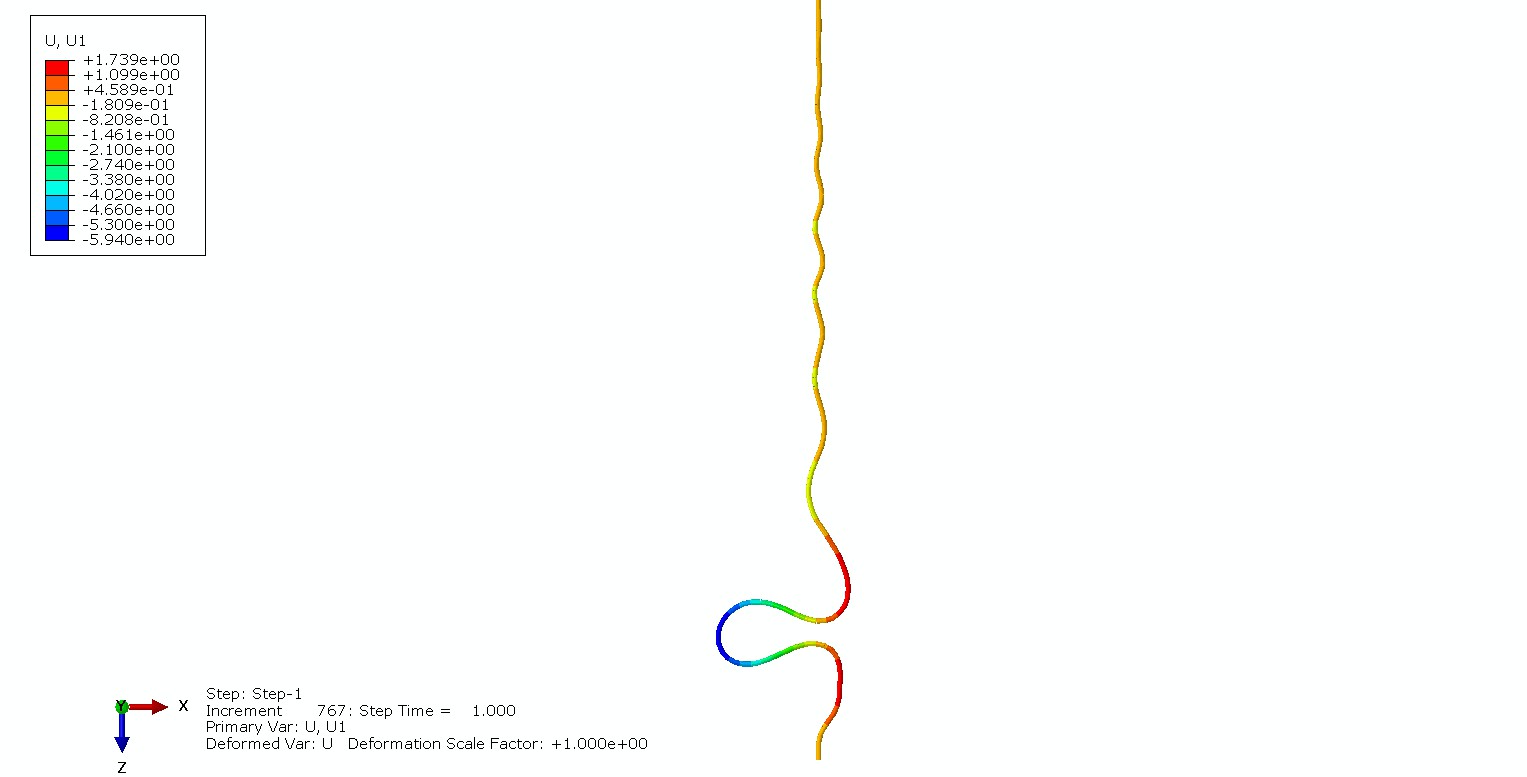 U, U1
+1.739e+00
+1.099e+00
+4.589e-01
-1.809e-01
-8.208e-01
-1.461e+00
-2.100e+00
-2.740e+00
-3.380e+00
-4.020e+00
-4.660e+00
-5.300e+00
-5.940e+00
Y
X
Z
Step: Step-1
Increment 767: Step Time = 1.000
Primary Var: U, U1
Deformed Var: U Deformation Scale Factor: +1.000e+00